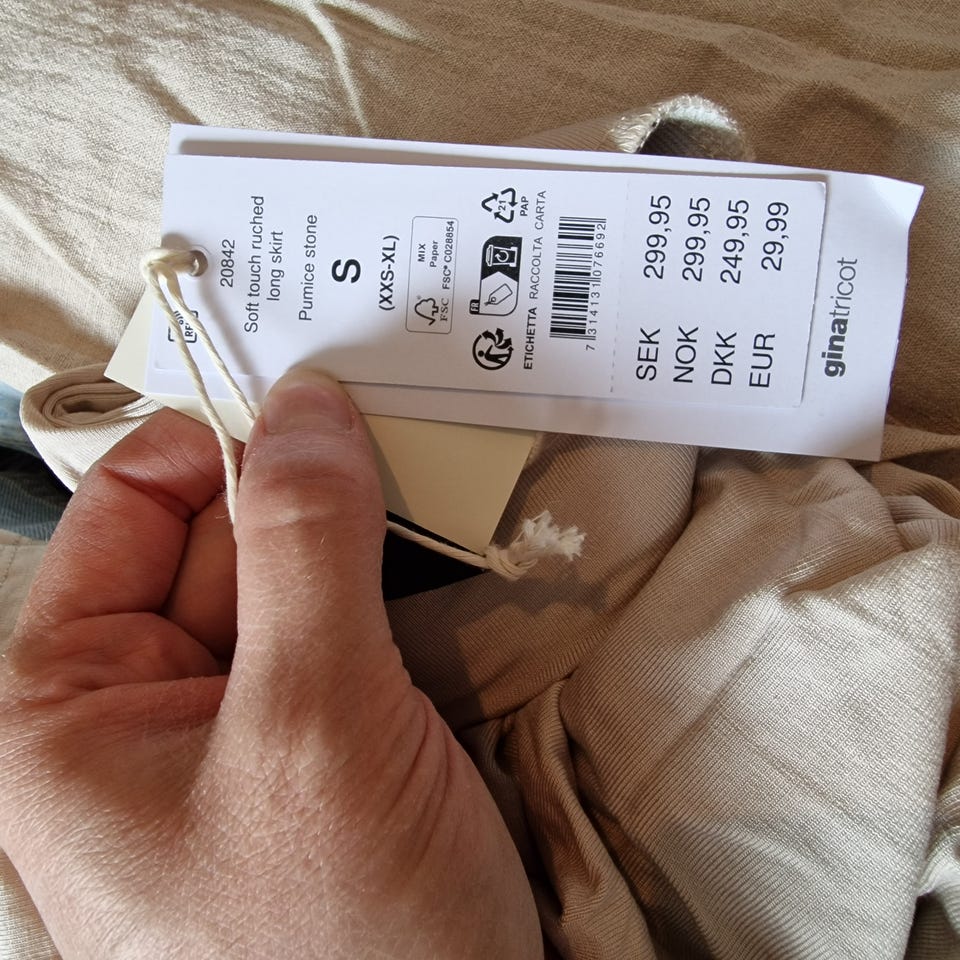 20842
Soft touch ruched
long skirt
Pumice stone
S
(XXS-XL)
MIX
Paper
FSC
FSC® C028854
FR
21
PAP
ETICHETTA RACCOLTA CARTA
7 314131 076692
SEK 299,95
NOK 299,95
DKK 249,95
EUR 29,99
ginatricot